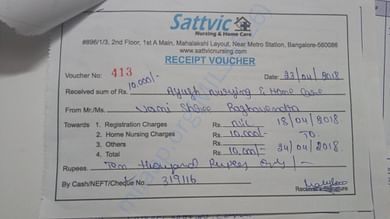 Sattvic
Nursing & Home Care
#896/1/3, 2nd Floor, 1st A Main, Mahalakshi Layout, Near Metro Station, Bangalore-560086
www.sattvicnursing.com
RECEIPT VOUCHER
Voucher No: 413 Date: 23/04/2018
Received sum of Rs. 10,000/- Ayush nursing & Home Care
From Mr./Ms.
Towards 1. Registration Charges Rs. nil 18/04/2018
2. Home Nursing Charges Rs. 10,000/- TO
3. Others Rs.
4. Total Rs. 10,000/- 24/04/2018
Rupees. Ten thousand Rupees only/-
By Cash/NEFT/Cheque No. 319116 Receiver's Signature